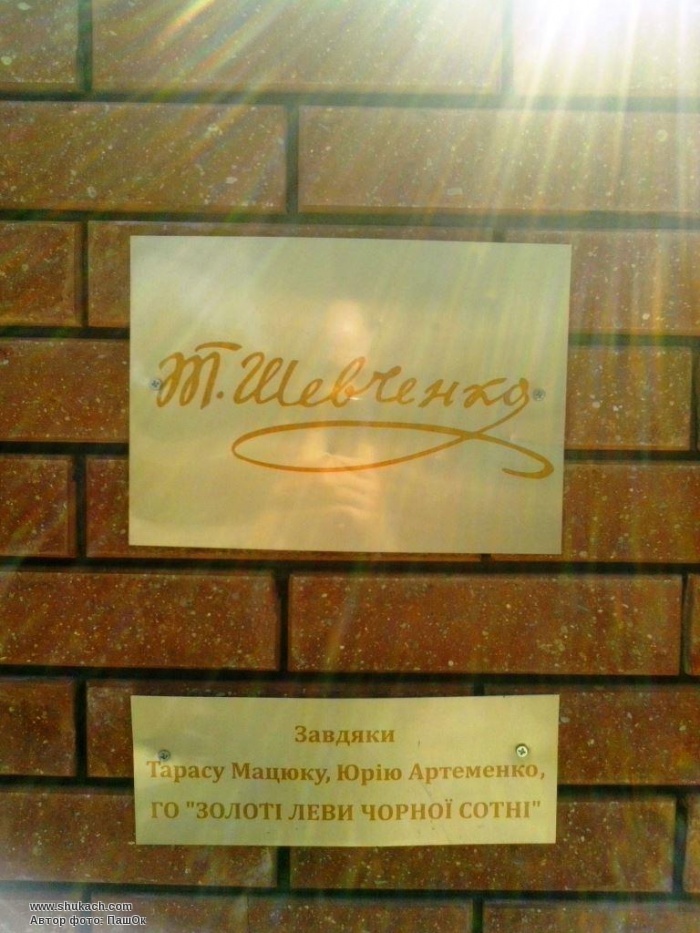 Т. Шевченко
Завдяки
Тарасу Мацюку, Юрію Артеменко,
ГО "ЗОЛОТІ ЛЕВИ ЧОРНОЇ СОТНІ"
www.shukach.com
Автор фото: ПашОк